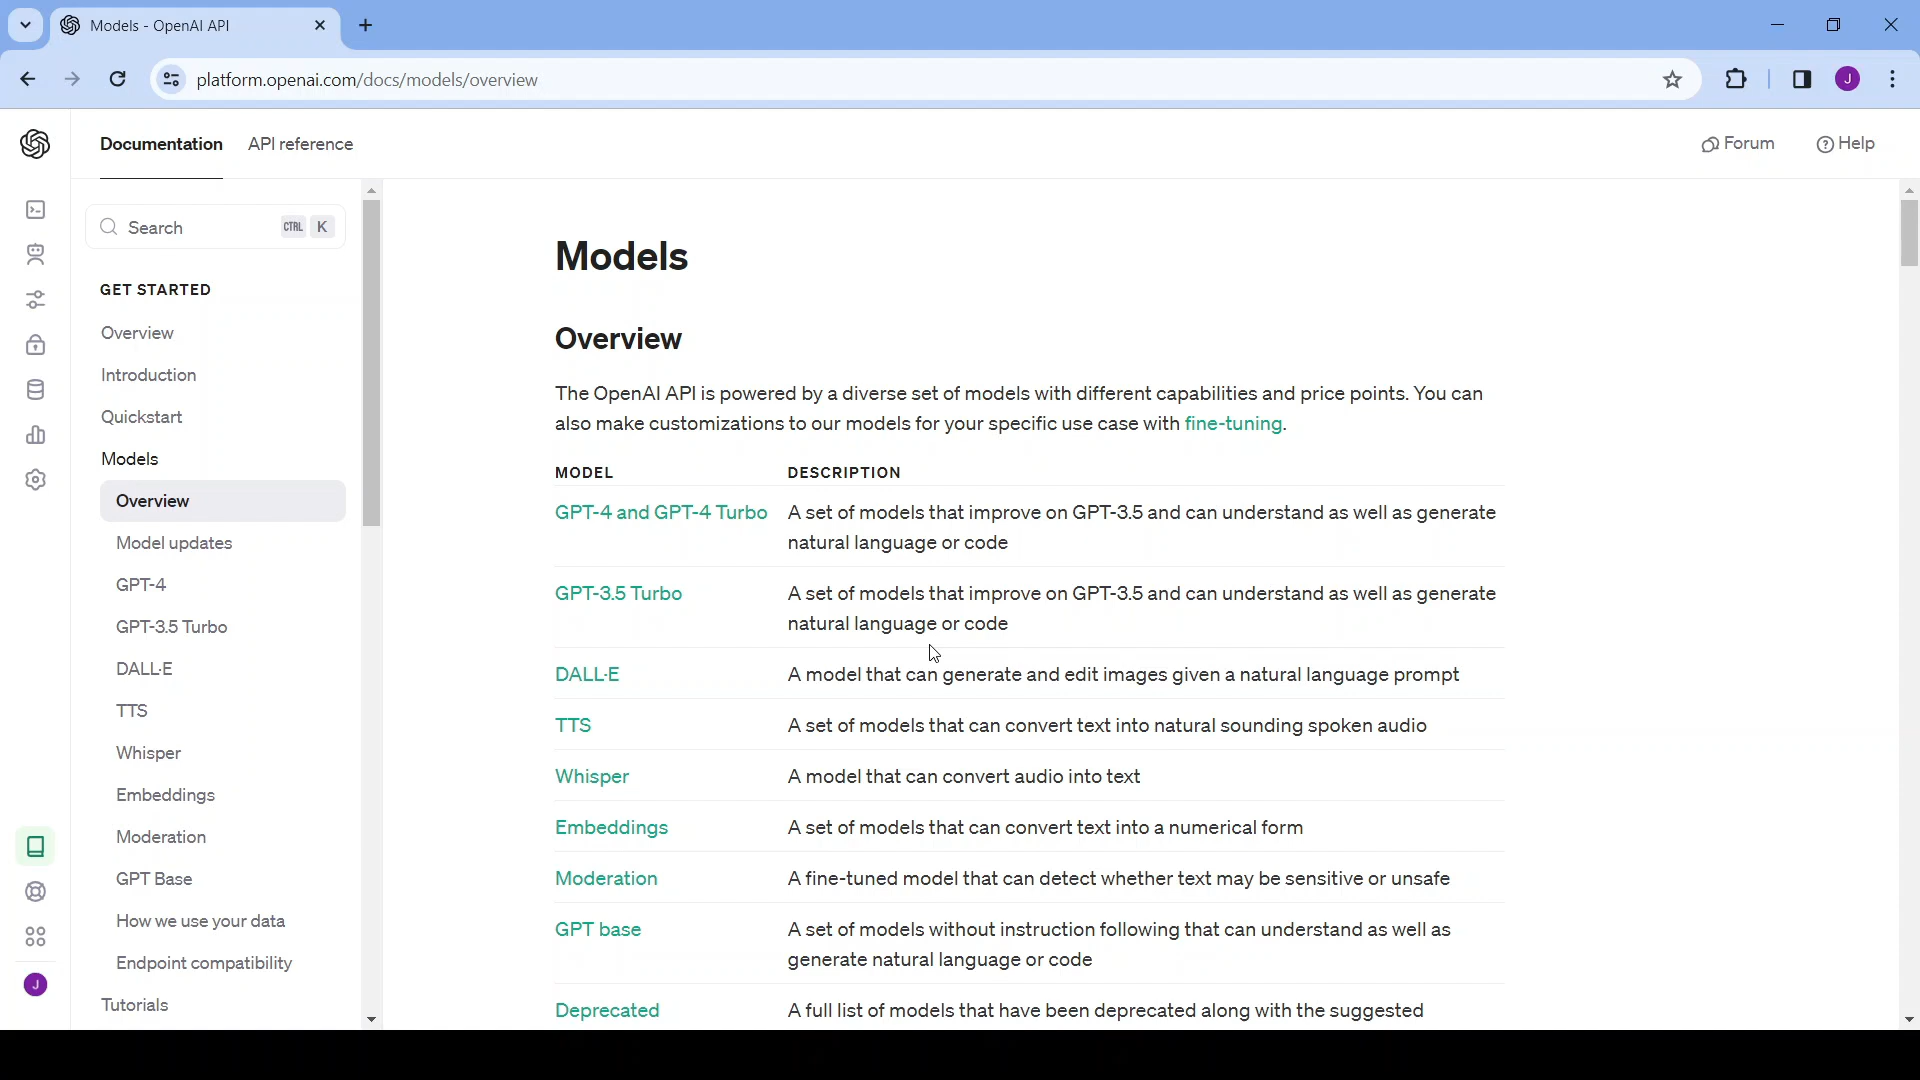 Models - OpenAI API
platform.openai.com/docs/models/overview
J
Documentation
API reference
Forum
Help
Search
CTRL K
GET STARTED
Overview
Introduction
Quickstart
Models
Overview
Model updates
GPT-4
GPT-3.5 Turbo
DALL·E
TTS
Whisper
Embeddings
Moderation
GPT Base
How we use your data
Endpoint compatibility
Tutorials
J
Models
Overview
The OpenAI API is powered by a diverse set of models with different capabilities and price points. You can
also make customizations to our models for your specific use case with fine-tuning.
MODEL DESCRIPTION
GPT-4 and GPT-4 Turbo A set of models that improve on GPT-3.5 and can understand as well as generate
natural language or code
GPT-3.5 Turbo A set of models that improve on GPT-3.5 and can understand as well as generate
natural language or code
DALL·E A model that can generate and edit images given a natural language prompt
TTS A set of models that can convert text into natural sounding spoken audio
Whisper A model that can convert audio into text
Embeddings A set of models that can convert text into a numerical form
Moderation A fine-tuned model that can detect whether text may be sensitive or unsafe
GPT base A set of models without instruction following that can understand as well as
generate natural language or code
Deprecated A full list of models that have been deprecated along with the suggested